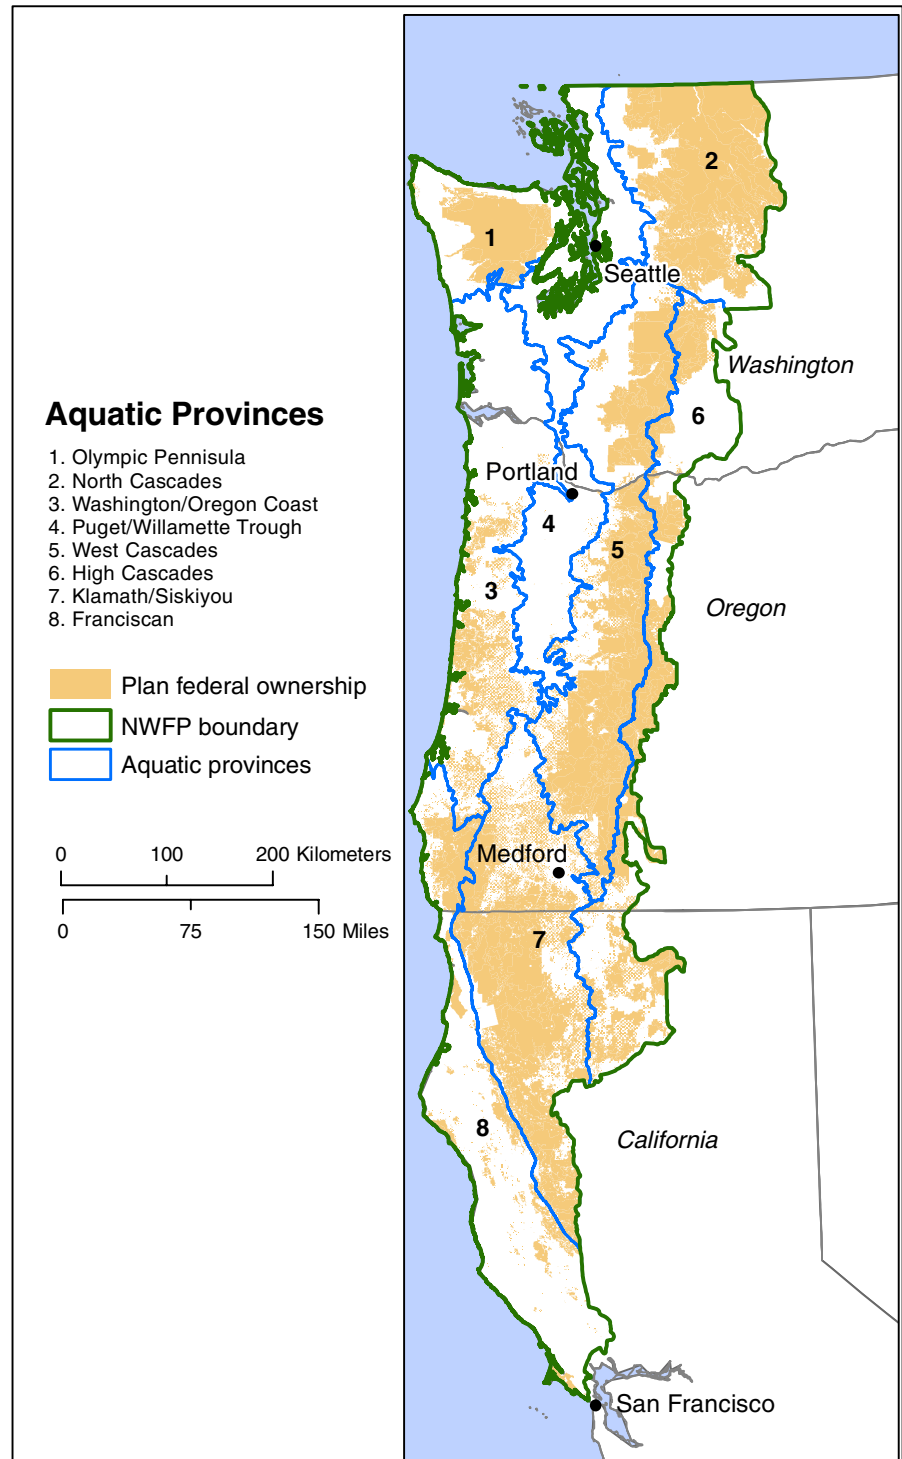 2
1
Seattle
Washington
6
Aquatic Provinces
1. Olympic Pennisula
2. North Cascades
3. Washington/Oregon Coast
4. Puget/Willamette Trough
5. West Cascades
6. High Cascades
7. Klamath/Siskiyou
8. Franciscan
Portland
4
5
3
Oregon
Plan federal ownership
NWFP boundary
Aquatic provinces
0 100 200 Kilometers
0 75 150 Miles
Medford
7
8
California
San Francisco